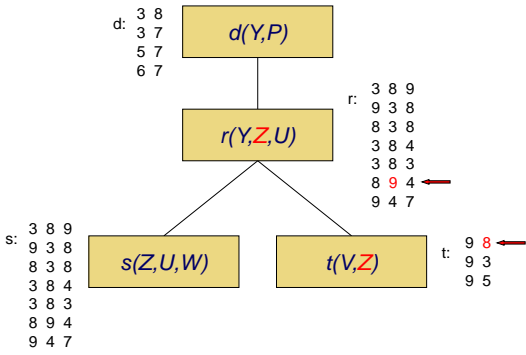 d:
3 8
3 7
5 7
6 7
d(Y,P)
r:
3 8 9
9 3 8
8 3 8
3 8 4
3 8 3
8 9 4
9 4 7
r(Y,Z,U)
s:
3 8 9
9 3 8
8 3 8
3 8 4
3 8 3
8 9 4
9 4 7
s(Z,U,W)
t(V,Z)
t:
9 8
9 3
9 5